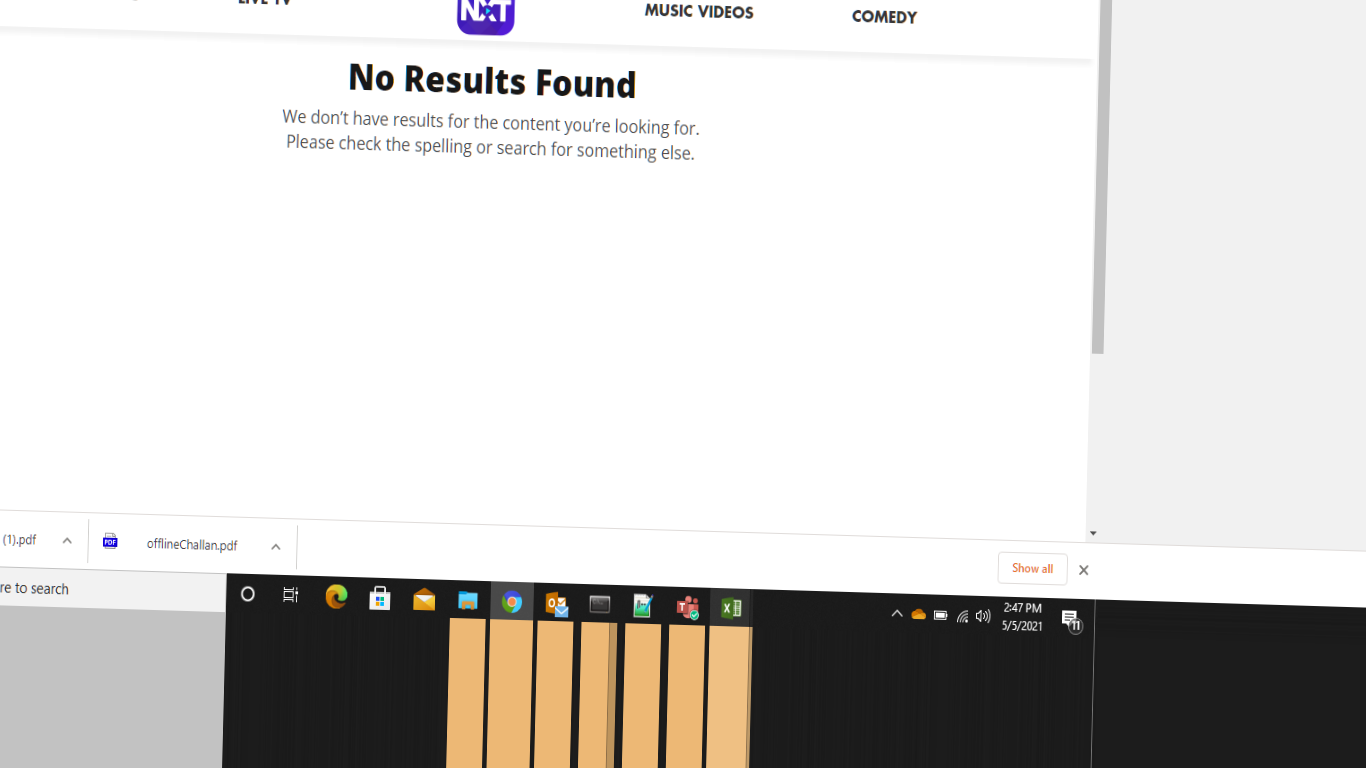 LIVE TV
NXT
MUSIC VIDEOS
COMEDY
No Results Found
We don't have results for the content you're looking for.
Please check the spelling or search for something else.
(1).pdf
PDF
offlineChallan.pdf
Show all
re to search
2:47 PM
5/5/2021
11